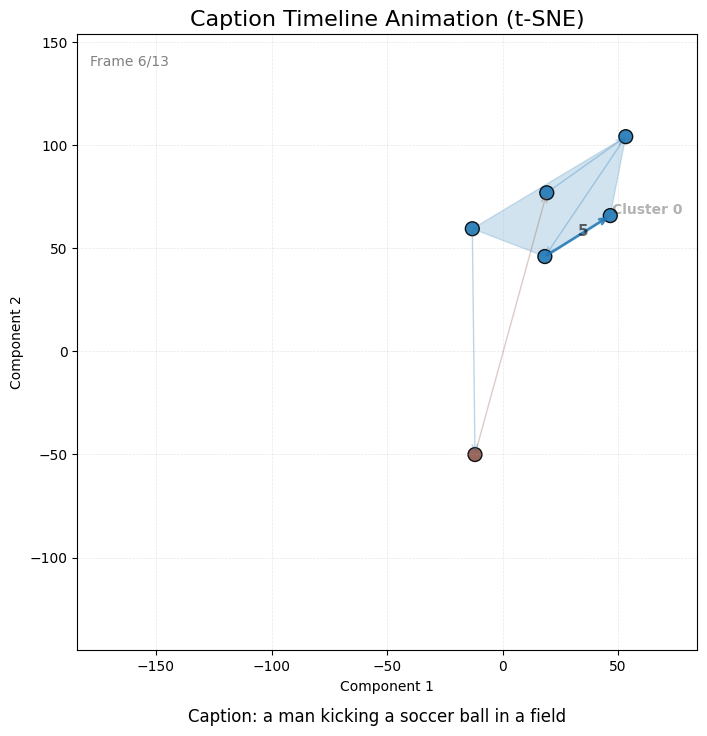 Caption Timeline Animation (t-SNE)
Frame 6/13
150
100
50
0
−50
−100
Component 2
Cluster 0
5
−150
−100
−50
0
50
Component 1
Caption: a man kicking a soccer ball in a field